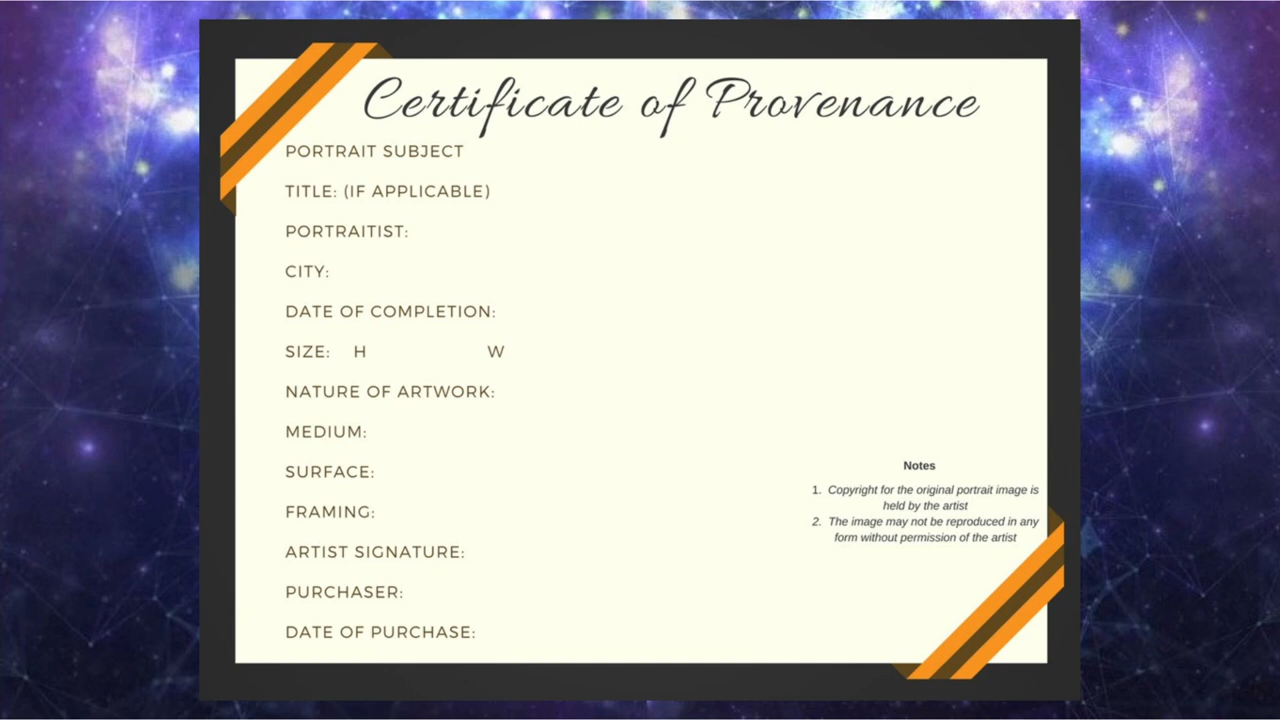 Certificate of Provenance
PORTRAIT SUBJECT
TITLE: (IF APPLICABLE)
PORTRAITIST:
CITY:
DATE OF COMPLETION:
SIZE: H W
NATURE OF ARTWORK:
MEDIUM:
SURFACE:
FRAMING:
ARTIST SIGNATURE:
PURCHASER:
DATE OF PURCHASE:
Notes
1. Copyright for the original portrait image is
held by the artist
2. The image may not be reproduced in any
form without permission of the artist